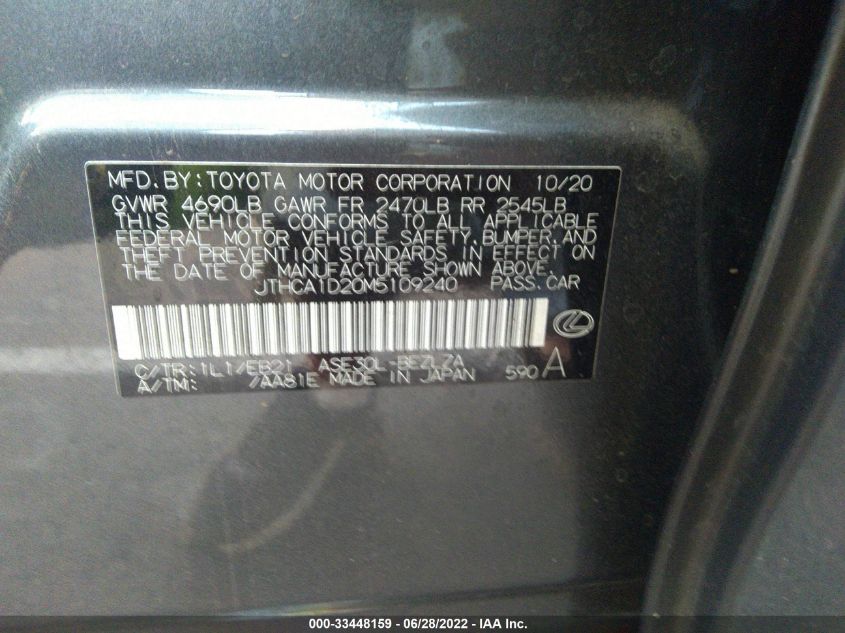 MFD. BY: TOYOTA MOTOR CORPORATION 10/20
GVWR 4690LB GAWR FR 2470LB RR 2545LB
THIS VEHICLE CONFORMS TO ALL APPLICABLE
FEDERAL MOTOR VEHICLE SAFETY, BUMPER, AND
THEFT PREVENTION STANDARDS IN EFFECT ON
THE DATE OF MANUFACTURE SHOWN ABOVE.
JTHCA1D20M5109240 PASS. CAR
C/TR: 1L1/EB21 ASE30L-BEZLZA
A/TM: /AA81E MADE IN JAPAN 590 A
000-33448159 - 06/28/2022 - IAA Inc.